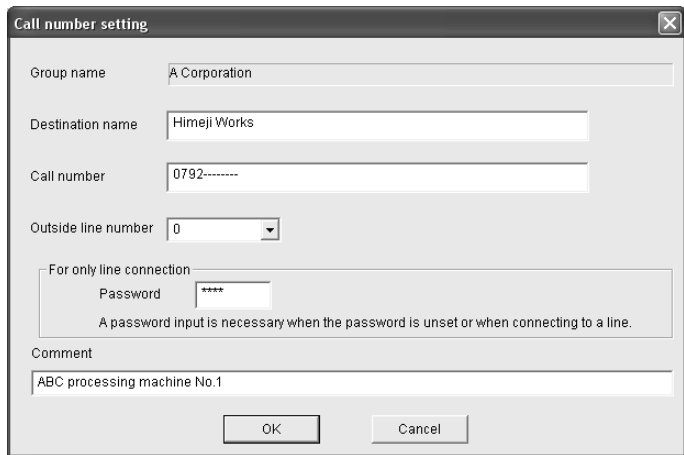 Call number setting
Group name A Corporation
Destination name Himeji Works
Call number 0792--------
Outside line number 0
For only line connection
Password ****
A password input is necessary when the password is unset or when connecting to a line.
Comment
ABC processing machine No.1
OK Cancel